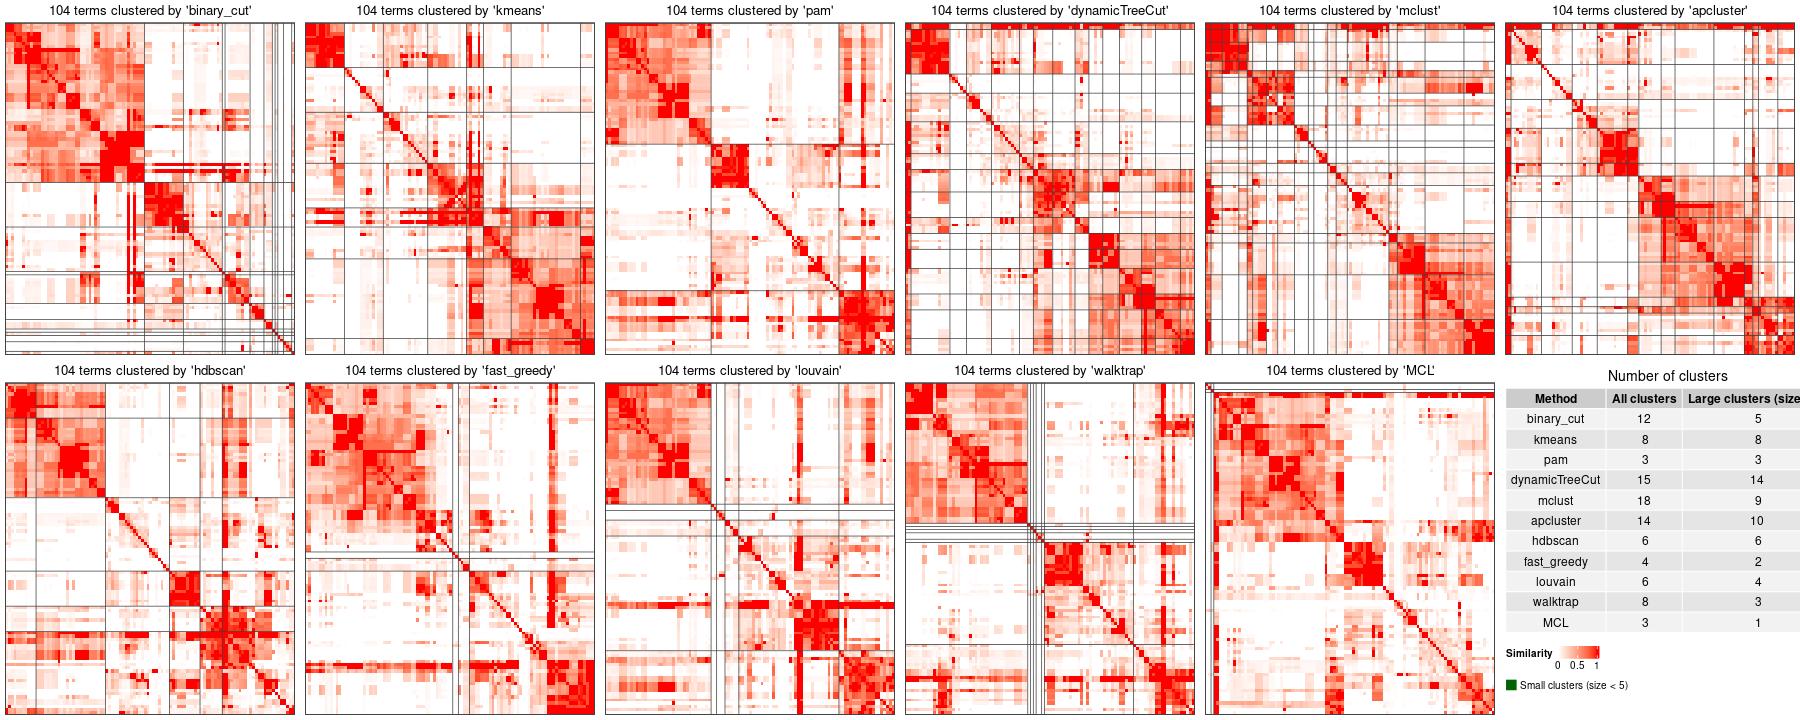 104 terms clustered by 'binary_cut'
104 terms clustered by 'kmeans'
104 terms clustered by 'pam'
104 terms clustered by 'dynamicTreeCut'
104 terms clustered by 'mclust'
104 terms clustered by 'apcluster'
104 terms clustered by 'hdbscan'
104 terms clustered by 'fast_greedy'
104 terms clustered by 'louvain'
104 terms clustered by 'walktrap'
104 terms clustered by 'MCL'
Number of clusters
Method All clusters Large clusters (size
binary_cut 12 5
kmeans 8 8
pam 3 3
dynamicTreeCut 15 14
mclust 18 9
apcluster 14 10
hdbscan 6 6
fast_greedy 4 2
louvain 6 4
walktrap 8 3
MCL 3 1
Similarity
0 0.5 1
Small clusters (size < 5)